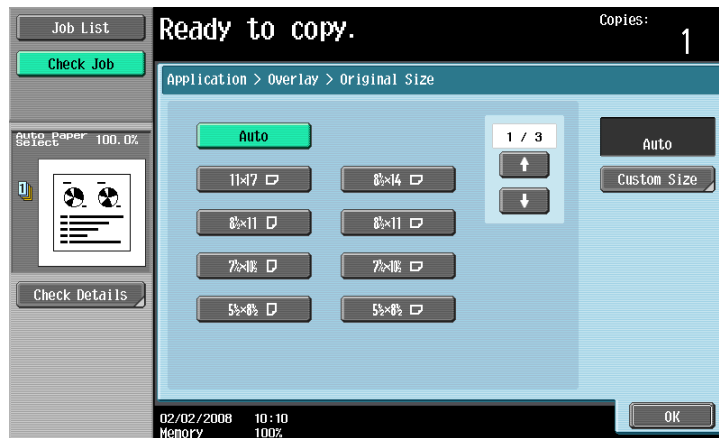 Job List
Ready to copy.
Copies:
1
Check Job
Application > Overlay > Original Size
Auto Paper
Select
100.0%
Auto
1 / 3
Auto
11×17
8½×14
Custom Size
8½×11
8½×11
7¼×10½
7¼×10½
Check Details
5½×8½
5½×8½
02/02/2008
10:10
OK
Memory
100%